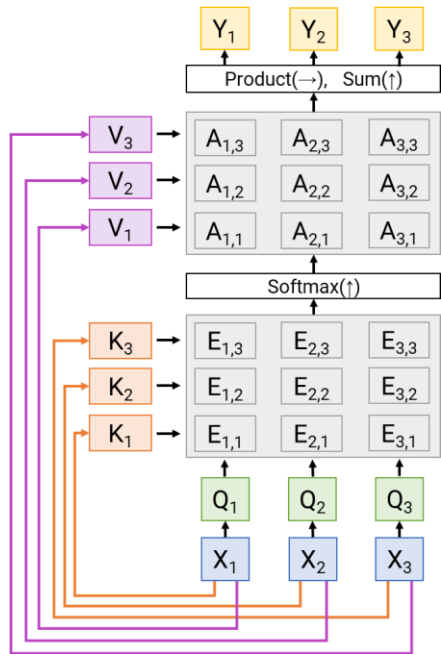 Y₁ Y₂ Y₃
Product(→), Sum(↑)
V₃ A₁,₃ A₂,₃ A₃,₃
V₂ A₁,₂ A₂,₂ A₃,₂
V₁ A₁,₁ A₂,₁ A₃,₁
Softmax(↑)
K₃ E₁,₃ E₂,₃ E₃,₃
K₂ E₁,₂ E₂,₂ E₃,₂
K₁ E₁,₁ E₂,₁ E₃,₁
Q₁ Q₂ Q₃
X₁ X₂ X₃